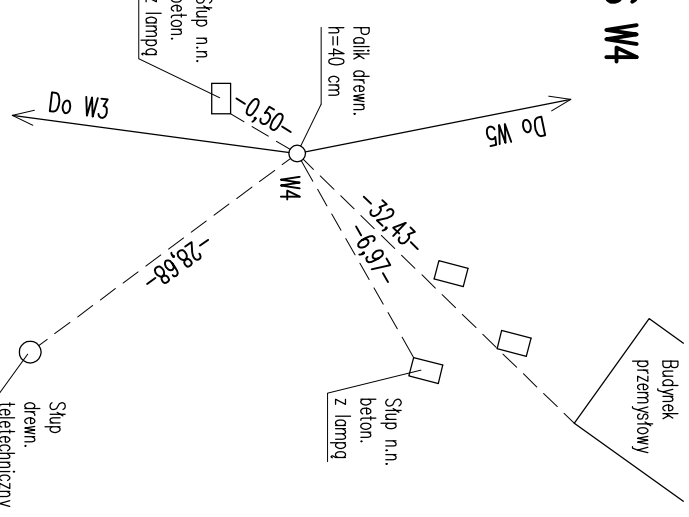 W4
Palik drewn.
h=40 cm
Słup n.n.
beton.
z lampą
-0,50-
Do W3
Do W5
W4
-32,43-
-6,97-
-28,68-
Budynek
przemysłowy
Słup n.n.
beton.
z lampą
Słup
drewn.
teletechniczny